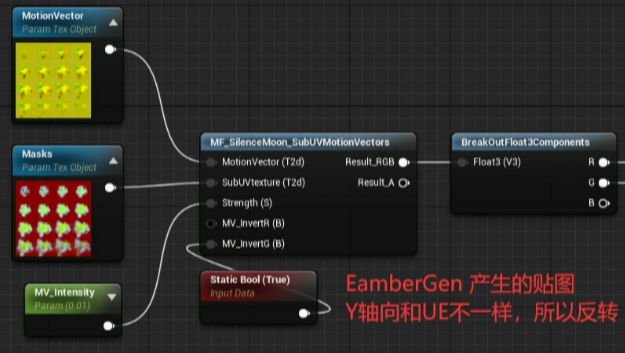 MotionVector
Param Tex Object
Masks
Param Tex Object
MV_Intensity
Param (0.01)
MF_SilenceMoon_SubUVMotionVectors
MotionVector (T2d) Result_RGB
SubUVtexture (T2d) Result_A
Strength (S)
MV_InvertR (B)
MV_InvertG (B)
Static Bool (True)
Input Data
BreakOutFloat3Components
Float3 (V3) R
G
B
EamberGen 产生的贴图
Y轴向和UE不一样，所以反转